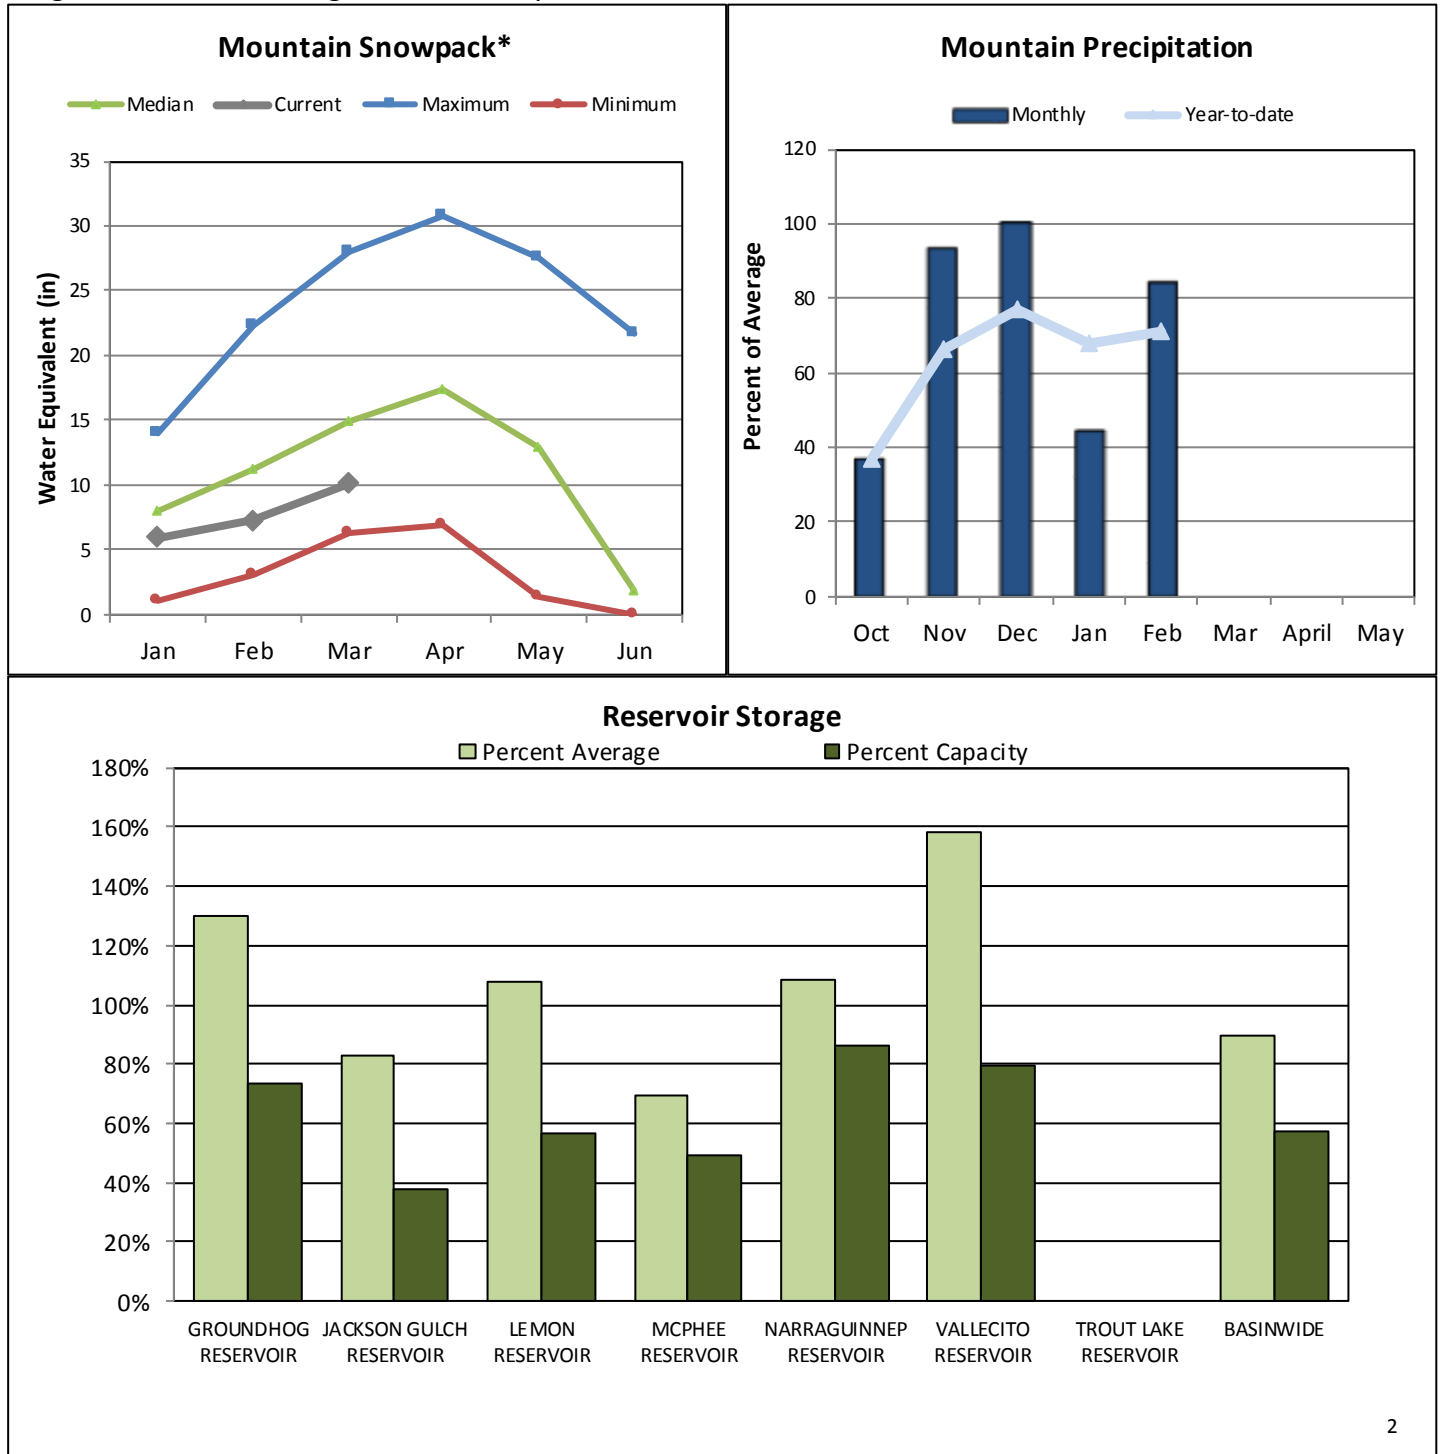 Mountain Snowpack*
Median Current Maximum Minimum
Water Equivalent (in)
35
30
25
20
15
10
5
0
Jan Feb Mar Apr May Jun
Mountain Precipitation
Monthly Year-to-date
Percent of Average
120
100
80
60
40
20
0
Oct Nov Dec Jan Feb Mar April May
Reservoir Storage
Percent Average Percent Capacity
180%
160%
140%
120%
100%
80%
60%
40%
20%
0%
GROUNDHOG RESERVOIR
JACKSON GULCH RESERVOIR
LEMON RESERVOIR
MCPHEE RESERVOIR
NARRAGUINNEP RESERVOIR
VALLECITO RESERVOIR
TROUT LAKE RESERVOIR
BASINWIDE
2